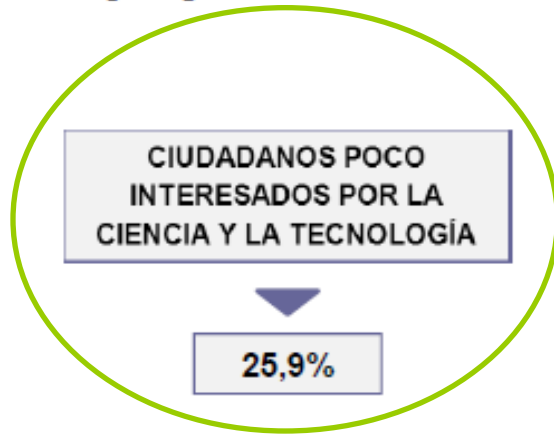 CIUDADANOS POCO
INTERESADOS POR LA
CIENCIA Y LA TECNOLOGÍA
25,9%